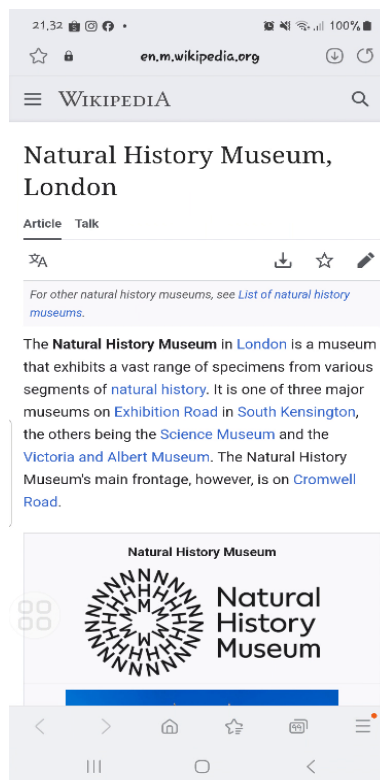 21,32 100%
en.m.wikipedia.org
WIKIPEDIA
Natural History Museum,
London
Article Talk
For other natural history museums, see List of natural history
museums.
The Natural History Museum in London is a museum
that exhibits a vast range of specimens from various
segments of natural history. It is one of three major
museums on Exhibition Road in South Kensington,
the others being the Science Museum and the
Victoria and Albert Museum. The Natural History
Museum's main frontage, however, is on Cromwell
Road.
Natural History Museum
Natural
History
Museum